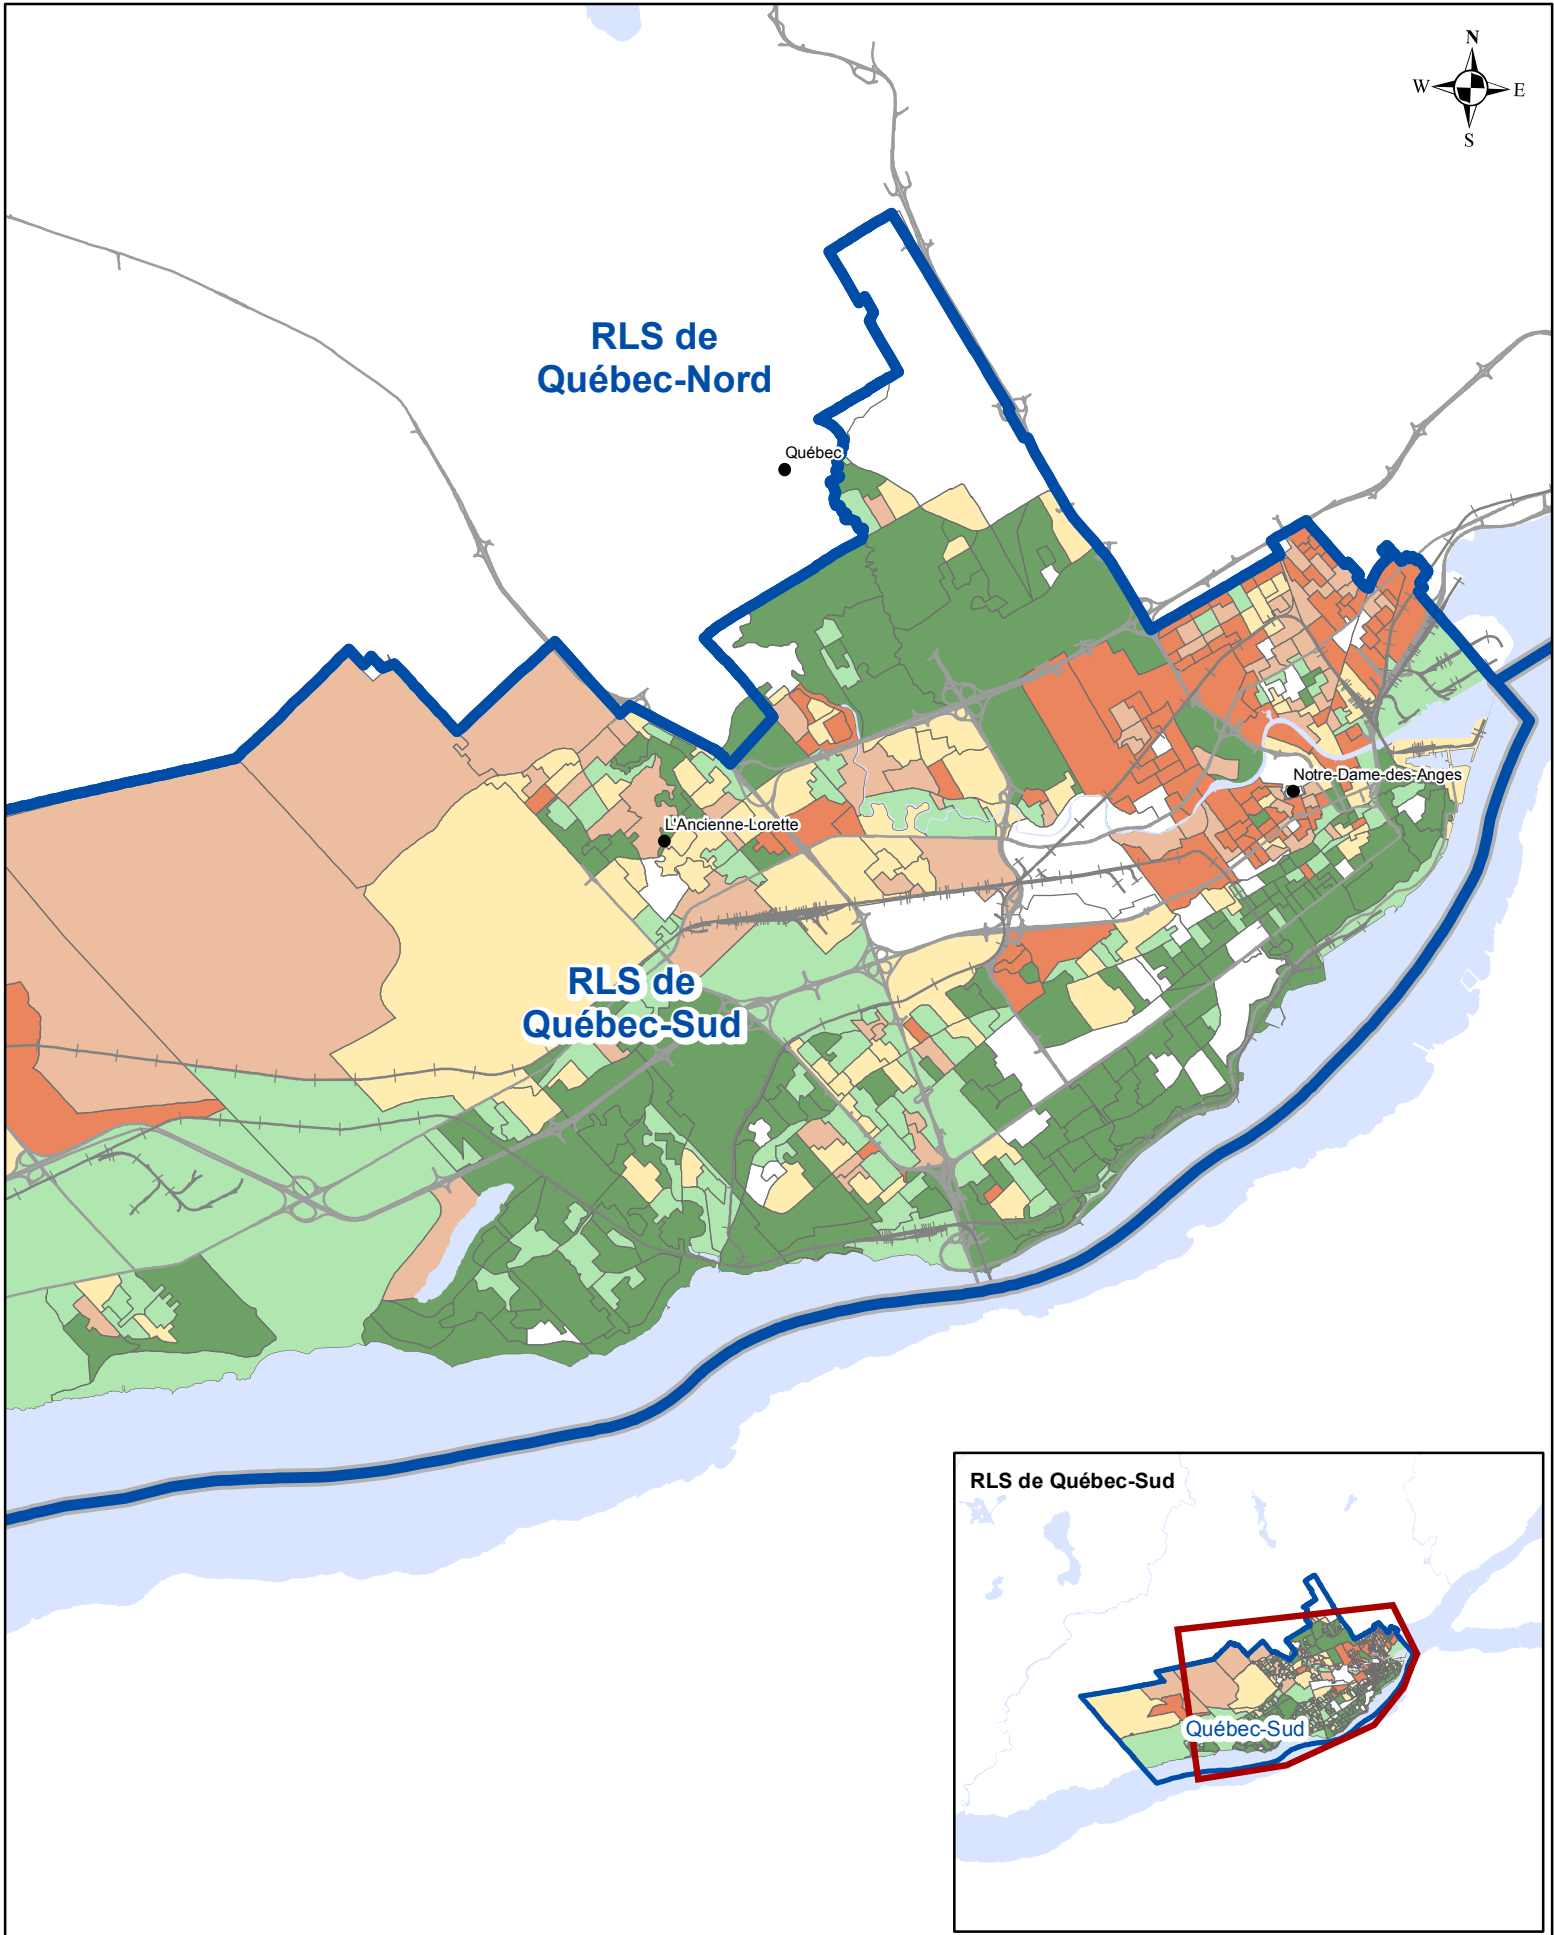 N
W E
S
RLS de
Québec-Nord
Québec
Notre-Dame-des-Anges
L'Ancienne-Lorette
RLS de
Québec-Sud
RLS de Québec-Sud
Québec-Sud